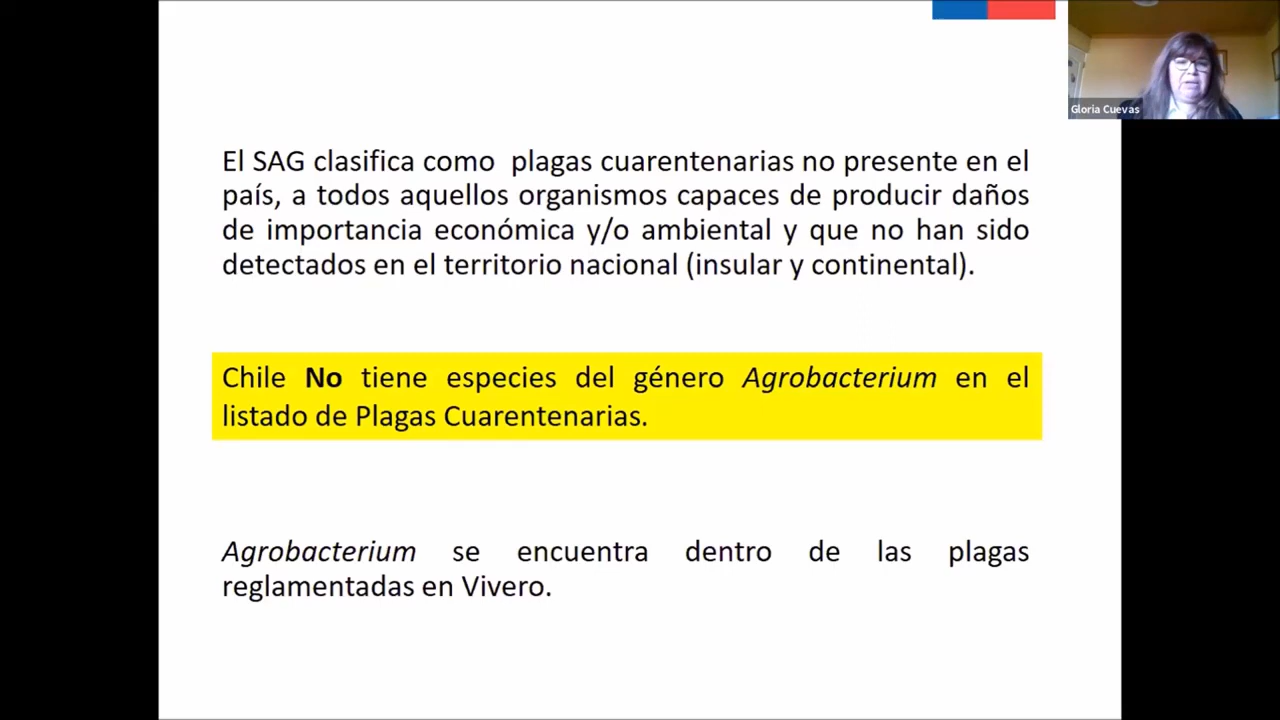 Gloria Cuevas
El SAG clasifica como plagas cuarentenarias no presente en el
país, a todos aquellos organismos capaces de producir daños
de importancia económica y/o ambiental y que no han sido
detectados en el territorio nacional (insular y continental).
Chile No tiene especies del género Agrobacterium en el
listado de Plagas Cuarentenarias.
Agrobacterium se encuentra dentro de las plagas
reglamentadas en Vivero.